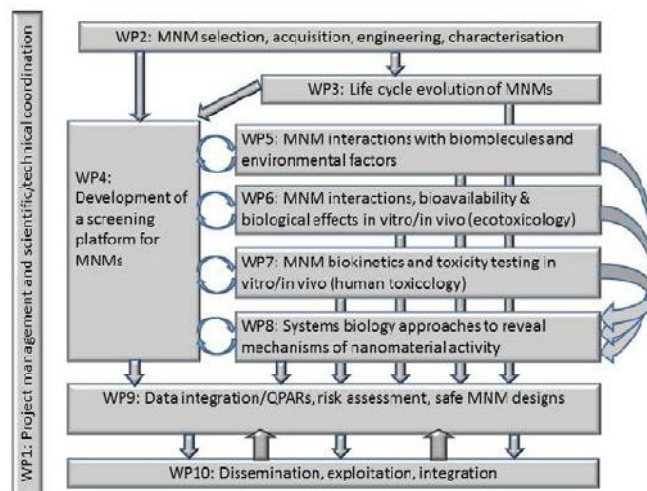 WP1: Project management and scientific/technical coordination
WP2: MNM selection, acquisition, engineering, characterisation
WP3: Life cycle evolution of MNMs
WP4:
Development of
a screening
platform for
MNMs
WP5: MNM interactions with biomolecules and
environmental factors
WP6: MNM interactions, bioavailability &
biological effects in vitro/in vivo (ecotoxicology)
WP7: MNM biokinetics and toxicity testing in
vitro/in vivo (human toxicology)
WP8: Systems biology approaches to reveal
mechanisms of nanomaterial activity
WP9: Data integration/QPARs, risk assessment, safe MNM designs
WP10: Dissemination, exploitation, integration